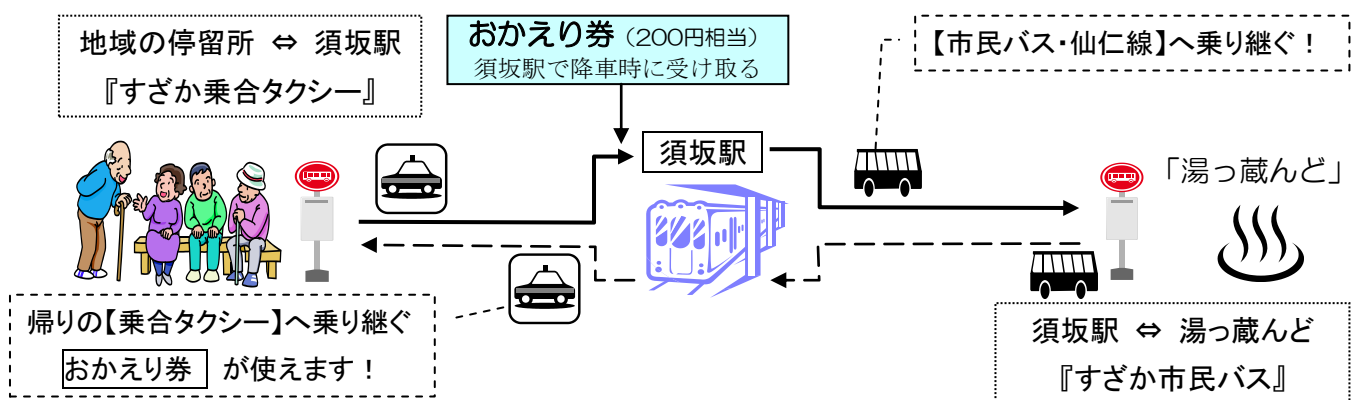 地域の停留所 ⇔ 須坂駅
『すざか乗合タクシー』
おかえり券（200円相当）
須坂駅で降車時に受け取る
【市民バス・仙仁線】へ乗り継ぐ！
須坂駅
「湯っ蔵んど」
帰りの【乗合タクシー】へ乗り継ぐ
おかえり券 が使えます！
須坂駅 ⇔ 湯っ蔵んど
『すざか市民バス』